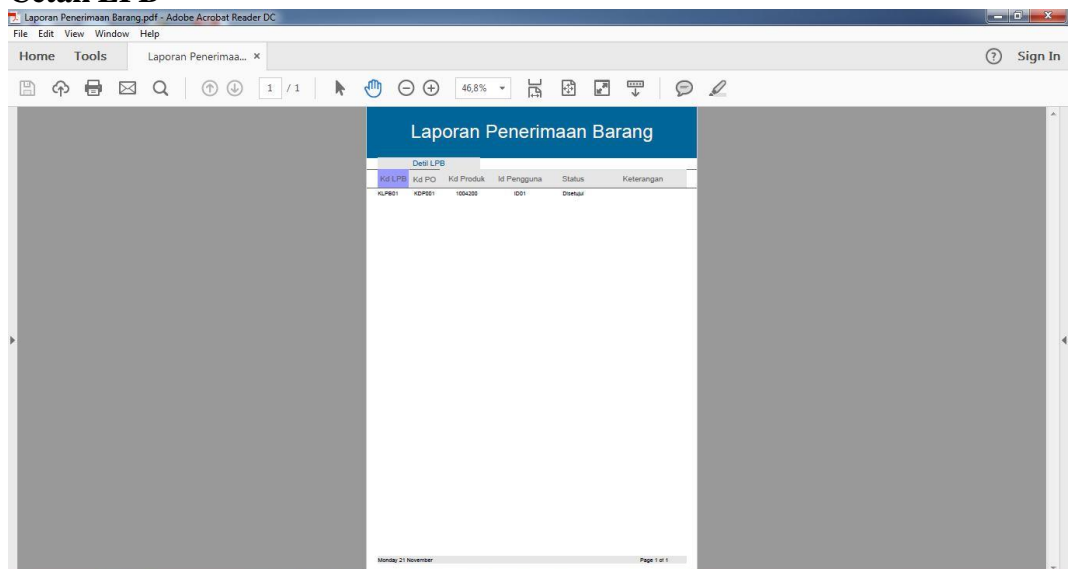 Cetak LPB
Laporan Penerimaan Barang.pdf - Adobe Acrobat Reader DC
File Edit View Window Help
Home Tools Laporan Penerimaa... × ? Sign In
1 / 1 46,8%
Laporan Penerimaan Barang
Detil LPB
Kd LPB Kd PO Kd Produk Id Pengguna Status Keterangan
KLPB01 KDP001 1004200 ID01 Disetujui
Monday 21 November Page 1 of 1